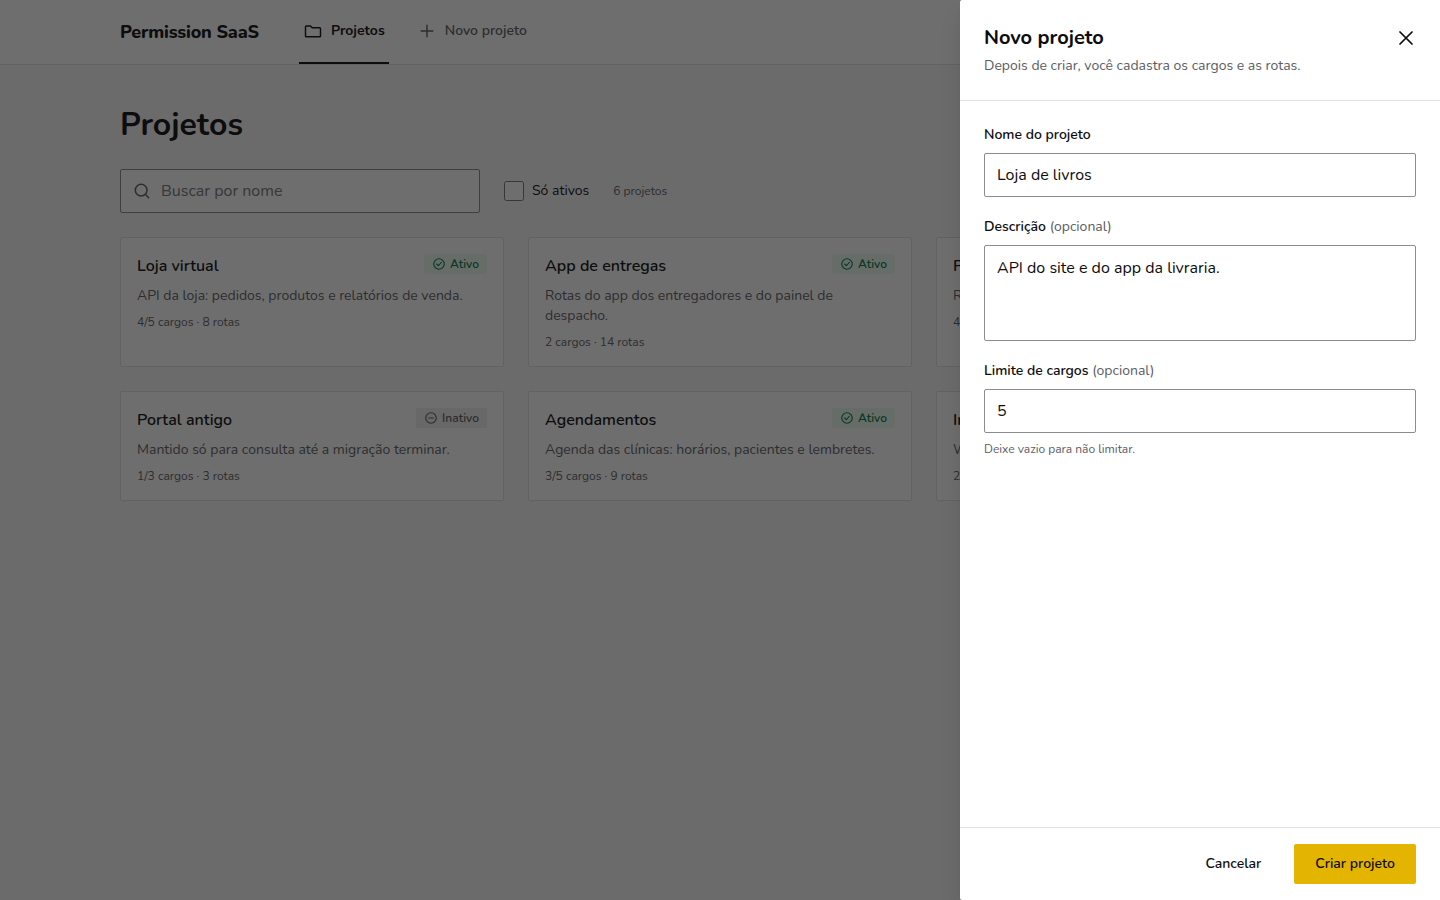 Permission SaaS
Projetos
Novo projeto
Projetos
Buscar por nome
Só ativos
6 projetos
Loja virtual
Ativo
API da loja: pedidos, produtos e relatórios de venda.
4/5 cargos · 8 rotas
App de entregas
Ativo
Rotas do app dos entregadores e do painel de
despacho.
2 cargos · 14 rotas
Portal antigo
Inativo
Mantido só para consulta até a migração terminar.
1/3 cargos · 3 rotas
Agendamentos
Ativo
Agenda das clínicas: horários, pacientes e lembretes.
3/5 cargos · 9 rotas
Novo projeto
Depois de criar, você cadastra os cargos e as rotas.
Nome do projeto
Loja de livros
Descrição (opcional)
API do site e do app da livraria.
Limite de cargos (opcional)
5
Deixe vazio para não limitar.
Cancelar
Criar projeto